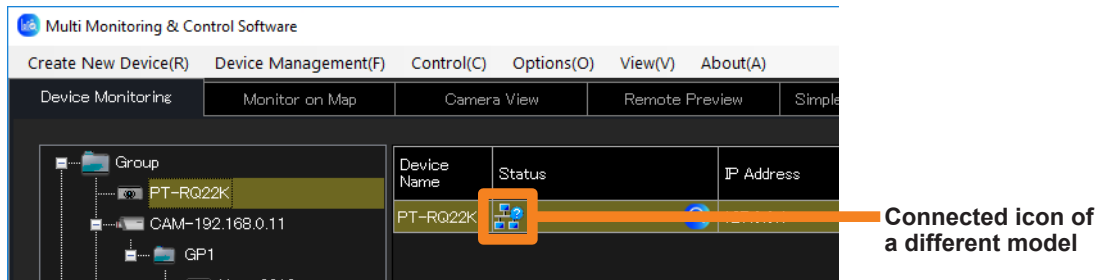 Multi Monitoring & Control Software
Create New Device(R) Device Management(F) Control(C) Options(O) View(V) About(A)
Device Monitoring Monitor on Map Camera View Remote Preview Simple
Group
PT-RQ22K
CAM-192.168.0.11
GP1
Device Name Status IP Address
PT-RQ22K
Connected icon of
a different model